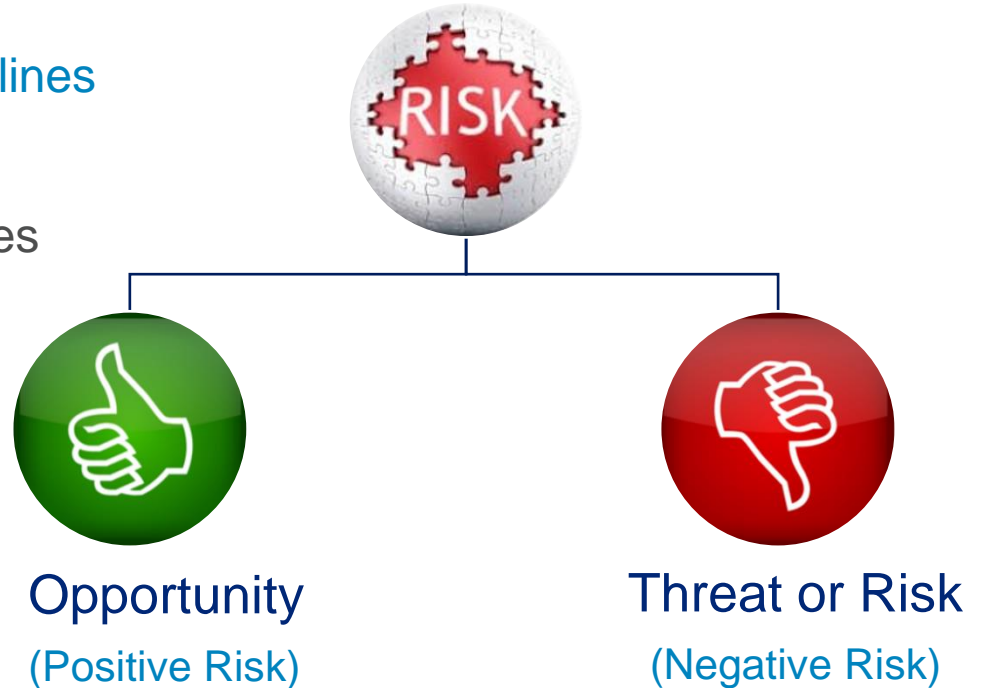 lines
RISK
es
Opportunity
Threat or Risk
(Positive Risk)
(Negative Risk)